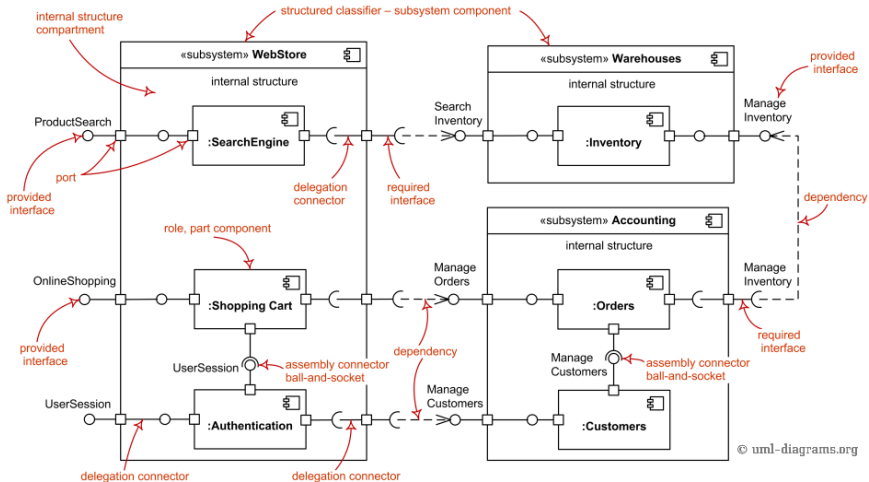 structured classifier – subsystem component
internal structure
compartment
«subsystem» WebStore
internal structure
«subsystem» Warehouses
internal structure
provided
interface
ProductSearch
:SearchEngine
Search
Inventory
:Inventory
Manage
Inventory
provided
interface
port
delegation
connector
required
interface
dependency
role, part component
«subsystem» Accounting
internal structure
OnlineShopping
:Shopping Cart
Manage
Orders
:Orders
Manage
Inventory
provided
interface
UserSession
assembly connector
ball-and-socket
dependency
Manage
Customers
assembly connector
ball-and-socket
required
interface
UserSession
:Authentication
Manage
Customers
:Customers
delegation connector
delegation connector
© uml-diagrams.org